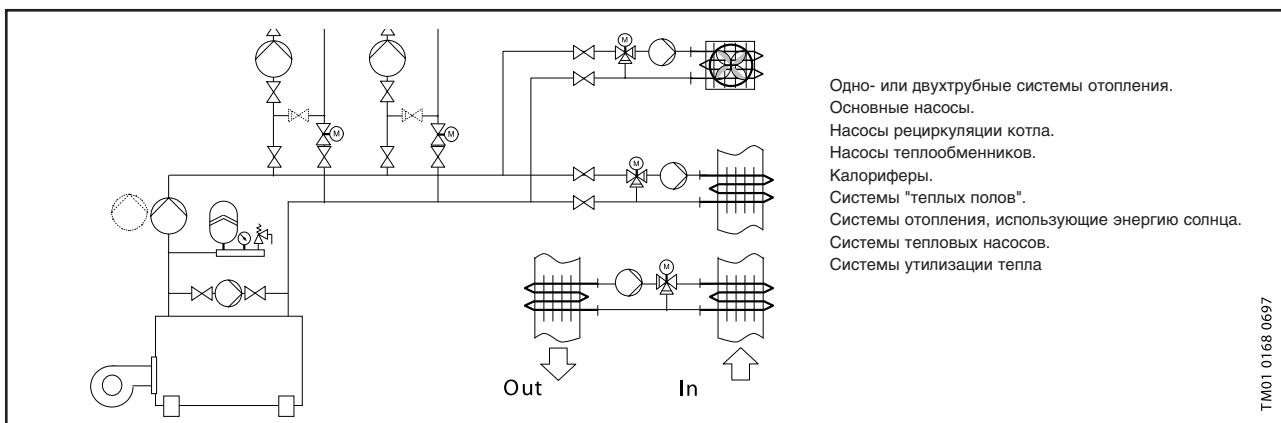 M
M
M
M
M
Одно- или двухтрубные системы отопления.
Основные насосы.
Насосы рециркуляции котла.
Насосы теплообменников.
Калориферы.
Системы "теплых полов".
Системы отопления, использующие энергию солнца.
Системы тепловых насосов.
Системы утилизации тепла
Out In
TM01 0168 0697